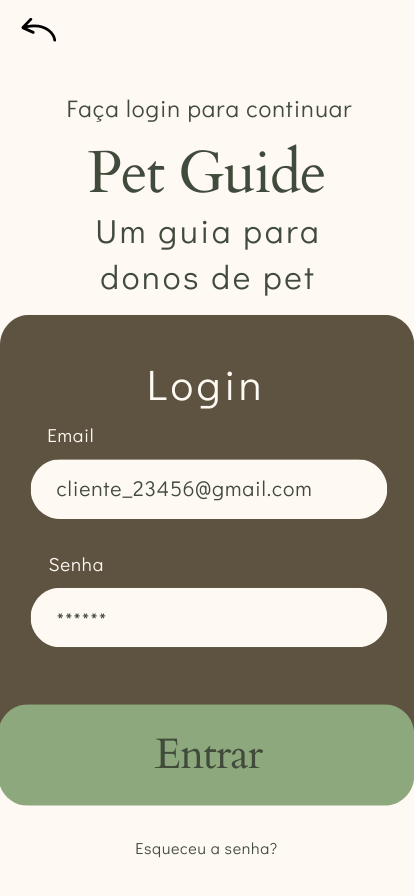 Faça login para continuar
Pet Guide
Um guia para
donos de pet
Login
Email
cliente_23456@gmail.com
Senha
******
Entrar
Esqueceu a senha?